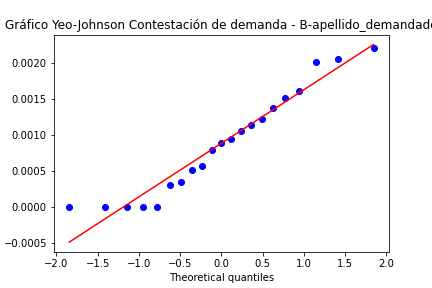 Gráfico Yeo-Johnson Contestación de demanda - B-apellido_demandado
0.0020
0.0015
0.0010
0.0005
0.0000
−0.0005
−2.0 −1.5 −1.0 −0.5 0.0 0.5 1.0 1.5 2.0
Theoretical quantiles